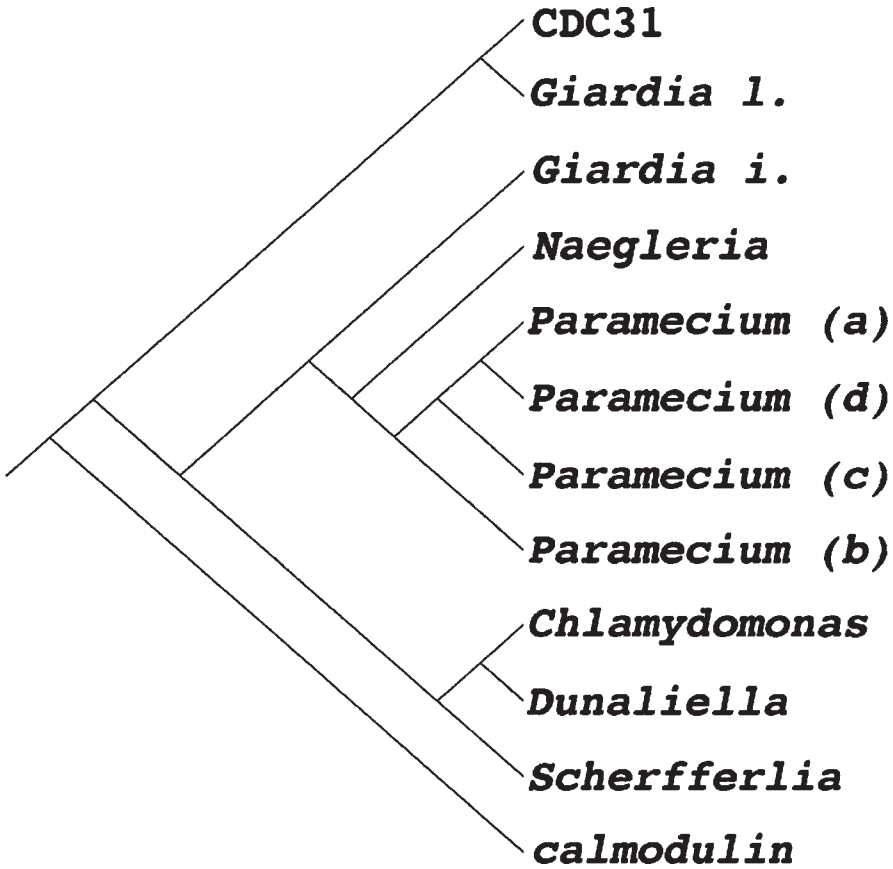 CDC31
Giardia l.
Giardia i.
Naegleria
Paramecium (a)
Paramecium (d)
Paramecium (c)
Paramecium (b)
Chlamydomonas
Dunaliella
Scherfferlia
calmodulin